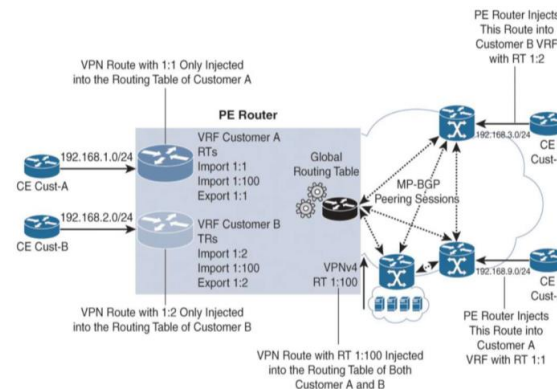 PE Router Injects
This Route into
Customer B VRF
with RT 1:2
VPN Route with 1:1 Only Injected
into the Routing Table of Customer A
PE Router
192.168.1.0/24
CE Cust-A
VRF Customer A
RTs
Import 1:1
Import 1:100
Export 1:1
Global
Routing Table
192.168.3.0/24
CE
Cust-
MP-BGP
Peering Sessions
192.168.2.0/24
CE Cust-B
VRF Customer B
TRs
Import 1:2
Import 1:100
Export 1:2
VPNv4
RT 1:100
192.168.9.0/24
CE
Cust-
VPN Route with 1:2 Only Injected
into the Routing Table of Customer B
PE Router Injects
This Route into
Customer A
VRF with RT 1:1
VPN Route with RT 1:100 Injected
into the Routing Table of Both
Customer A and B